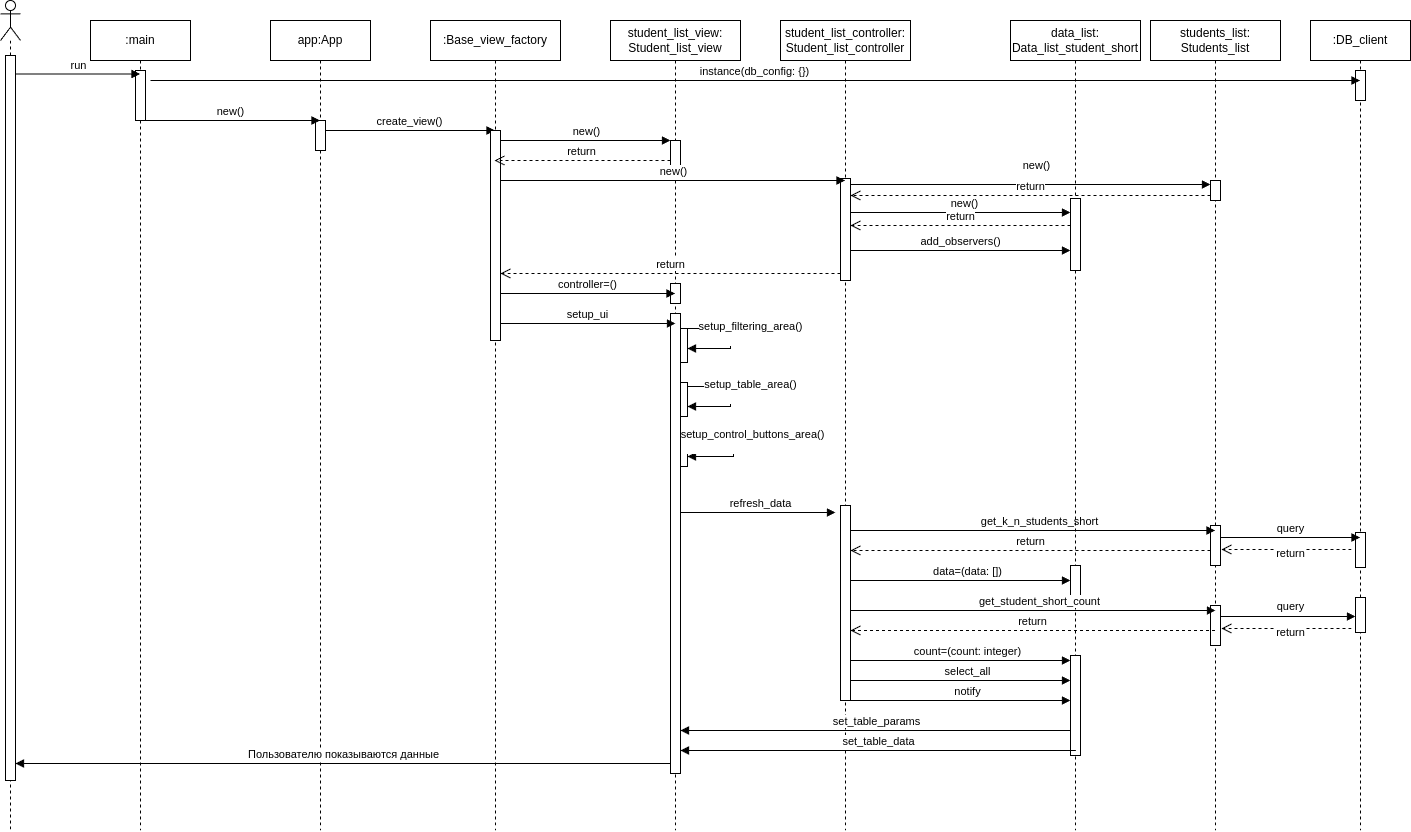 :main
app:App
:Base_view_factory
student_list_view:
Student_list_view
student_list_controller:
Student_list_controller
data_list:
Data_list_student_short
students_list:
Students_list
:DB_client
run
instance(db_config: {})
new()
create_view()
new()
return
new()
new()
return
new()
return
add_observers()
return
controller=()
setup_ui
setup_filtering_area()
setup_table_area()
setup_control_buttons_area()
refresh_data
get_k_n_students_short
query
return
return
data=(data: [])
get_student_short_count
query
return
return
count=(count: integer)
select_all
notify
set_table_params
set_table_data
Пользователю показываются данные